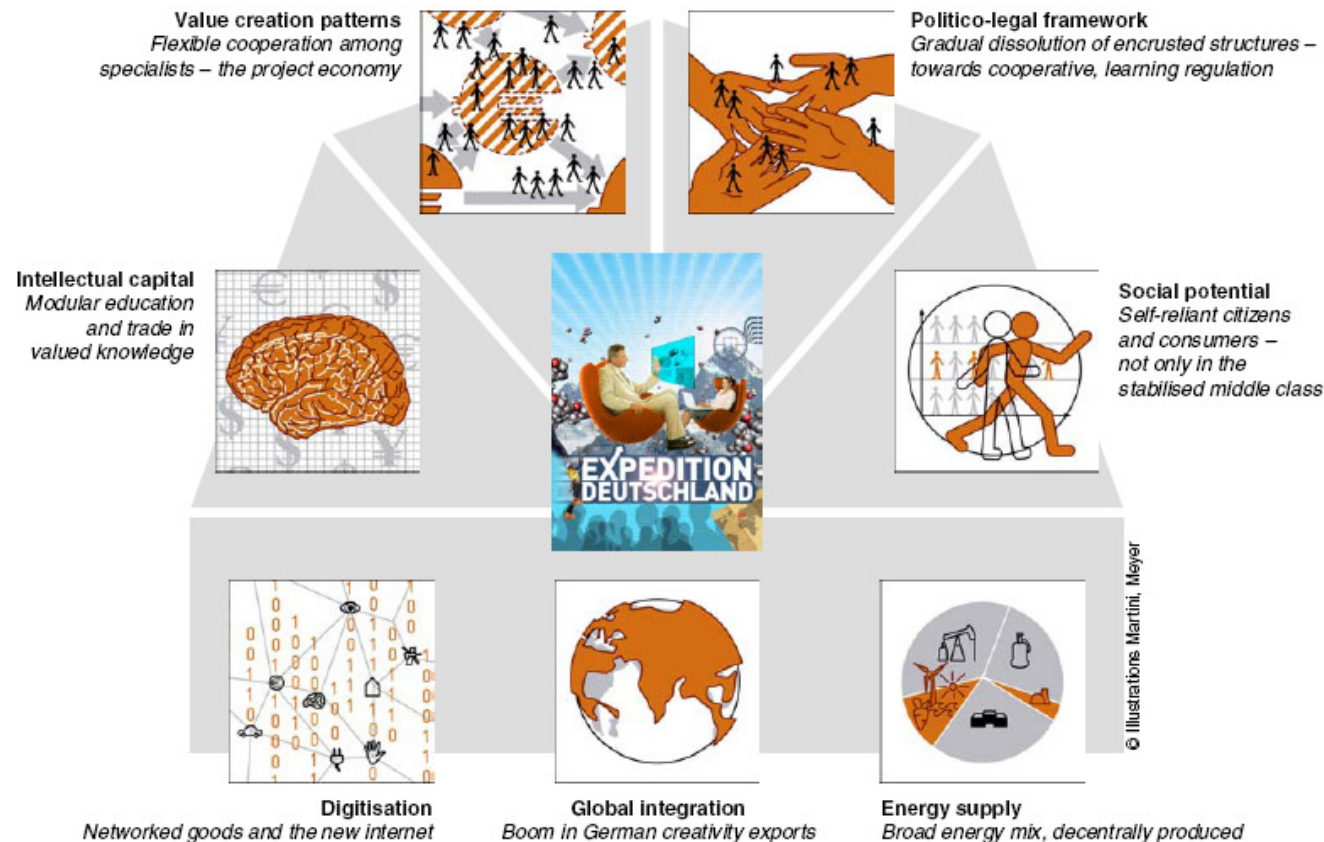 Value creation patterns
Flexible cooperation among
specialists – the project economy
Politico-legal framework
Gradual dissolution of encrusted structures –
towards cooperative, learning regulation
Intellectual capital
Modular education
and trade in
valued knowledge
EXPEDITION
DEUTSCHLAND
Social potential
Self-reliant citizens
and consumers –
not only in the
stabilised middle class
© Illustrations Martini, Meyer
Digitisation
Networked goods and the new internet
Global integration
Boom in German creativity exports
Energy supply
Broad energy mix, decentrally produced